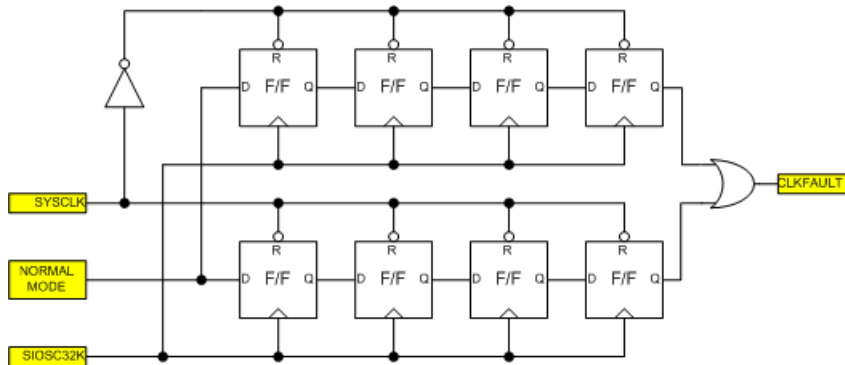 R R R R
D F/F Q D F/F Q D F/F Q D F/F Q
SYSCLK
CLKFAULT
R R R R
NORMAL
MODE
D F/F Q D F/F Q D F/F Q D F/F Q
SIOSC32K